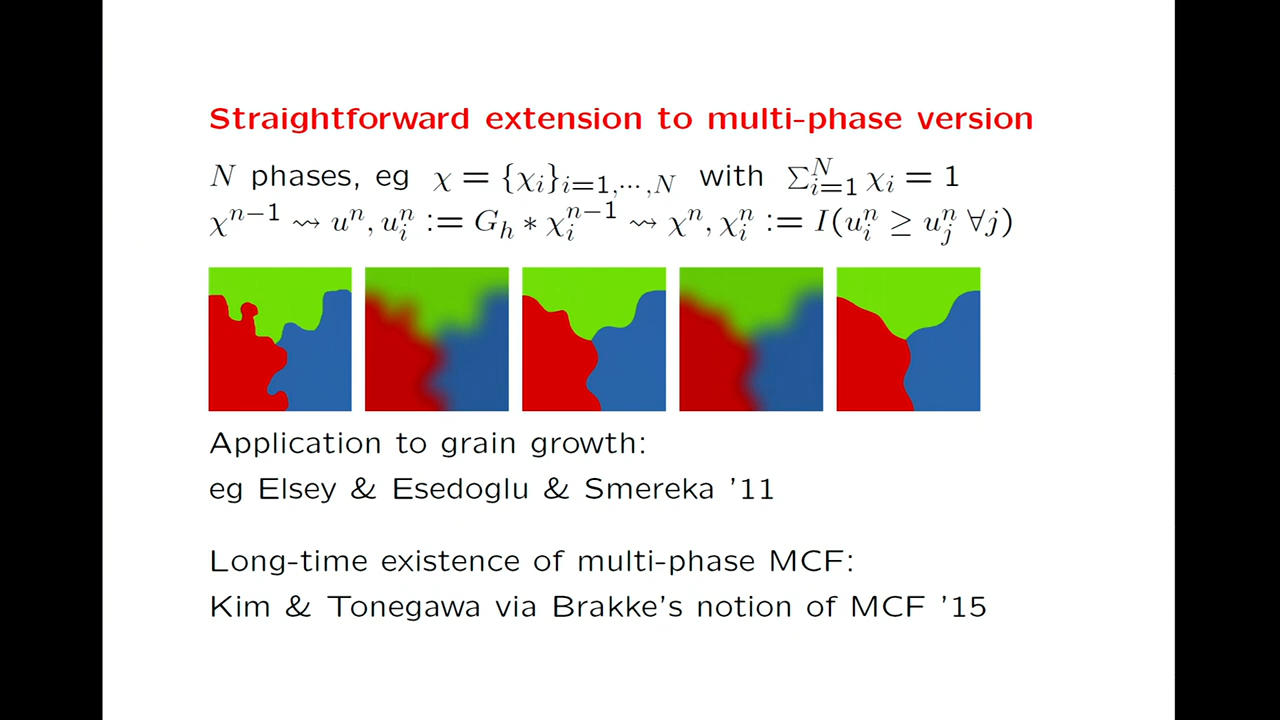 Straightforward extension to multi-phase version
N phases, eg χ = {χ_i}_{i=1,⋯,N} with Σ_{i=1}^N χ_i = 1
χ^{n−1} ⇝ u^n, u_i^n := G_h ∗ χ_i^{n−1} ⇝ χ^n, χ_i^n := I(u_i^n ≥ u_j^n ∀j)
Application to grain growth:
eg Elsey & Esedoglu & Smereka '11
Long-time existence of multi-phase MCF:
Kim & Tonegawa via Brakke's notion of MCF '15